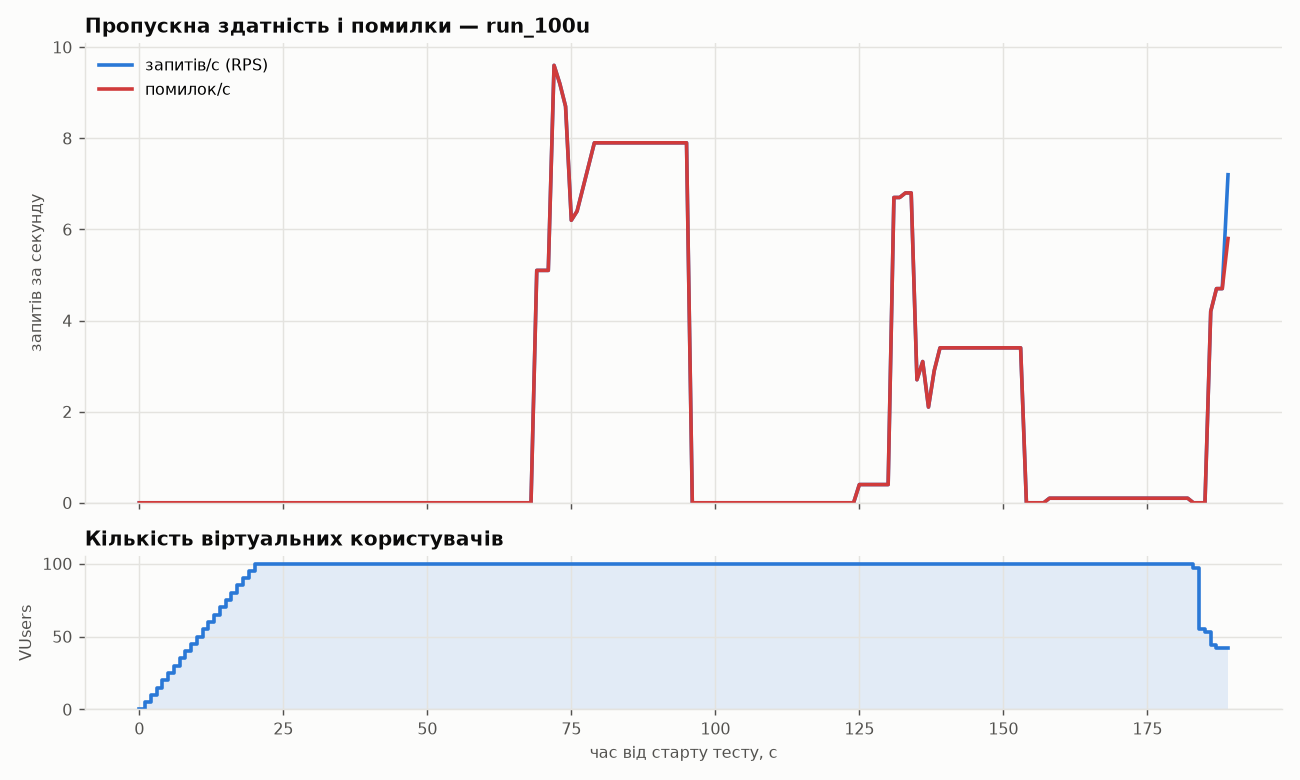 Пропускна здатність і помилки — run_100u
запитів/с (RPS)
помилок/с
запитів за секунду
10
8
6
4
2
0
Кількість віртуальних користувачів
VUsers
100
50
0
0 25 50 75 100 125 150 175
час від старту тесту, с